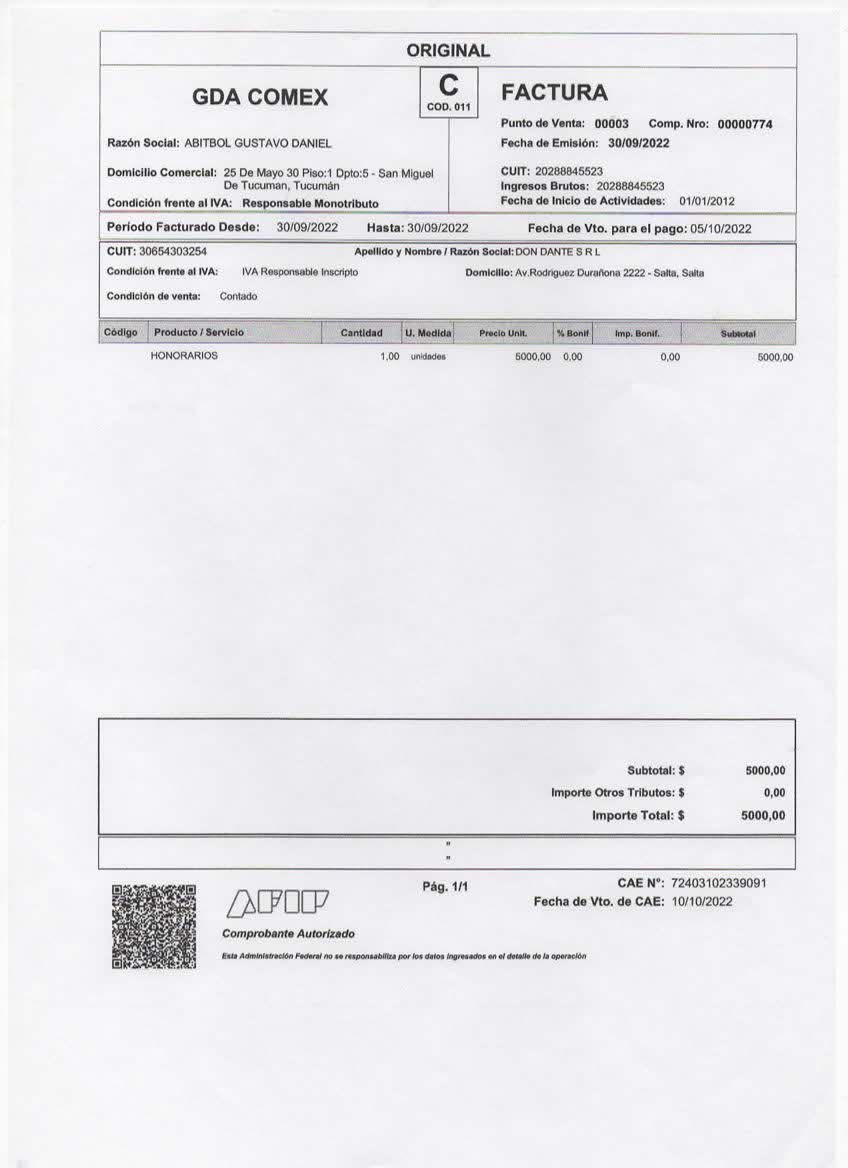 ORIGINAL
GDA COMEX
C
COD. 011
FACTURA
Punto de Venta: 00003 Comp. Nro: 00000774
Razón Social: ABITBOL GUSTAVO DANIEL
Fecha de Emisión: 30/09/2022
Domicilio Comercial: 25 De Mayo 30 Piso:1 Dpto:5 - San Miguel
De Tucuman, Tucumán
CUIT: 20288845523
Ingresos Brutos: 20288845523
Condición frente al IVA: Responsable Monotributo
Fecha de Inicio de Actividades: 01/01/2012
Período Facturado Desde: 30/09/2022 Hasta: 30/09/2022 Fecha de Vto. para el pago: 05/10/2022
CUIT: 30654303254 Apellido y Nombre / Razón Social: DON DANTE S R L
Condición frente al IVA: IVA Responsable Inscripto Domicilio: Av.Rodriguez Durañona 2222 - Salta, Salta
Condición de venta: Contado
Código Producto / Servicio Cantidad U. Medida Precio Unit. % Bonif Imp. Bonif. Subtotal
HONORARIOS 1,00 unidades 5000,00 0,00 0,00 5000,00
Subtotal: $ 5000,00
Importe Otros Tributos: $ 0,00
Importe Total: $ 5000,00
"
"
AFIP
Pág. 1/1
CAE N°: 72403102339091
Fecha de Vto. de CAE: 10/10/2022
Comprobante Autorizado
Esta Administración Federal no se responsabiliza por los datos ingresados en el detalle de la operación